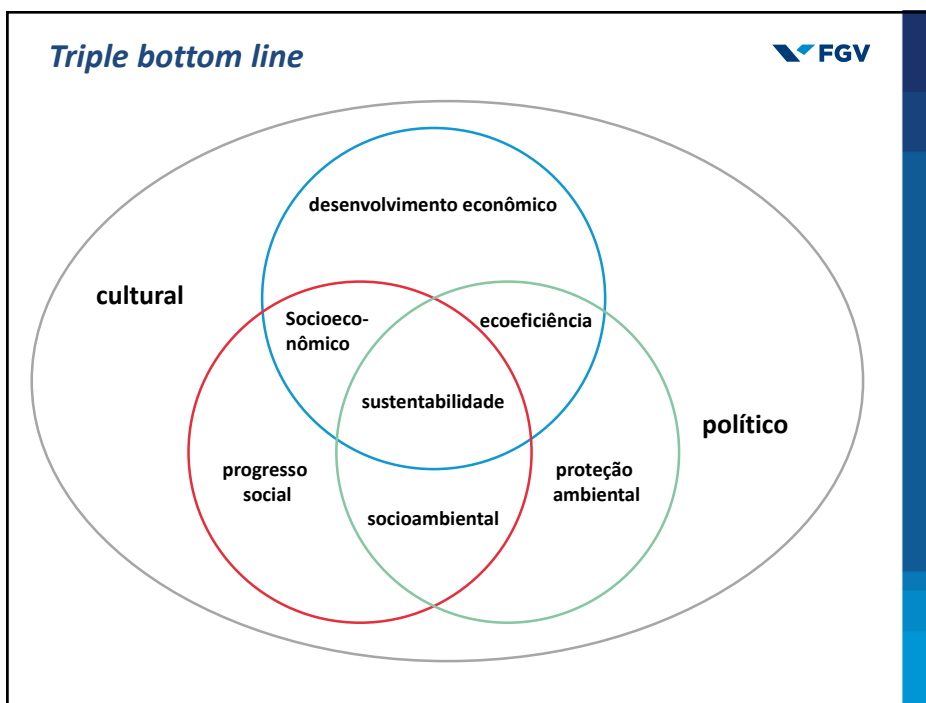 Triple bottom line
FGV
desenvolvimento econômico
cultural
Socioeco-
nômico
ecoeficiência
sustentabilidade
político
progresso
social
proteção
ambiental
socioambiental